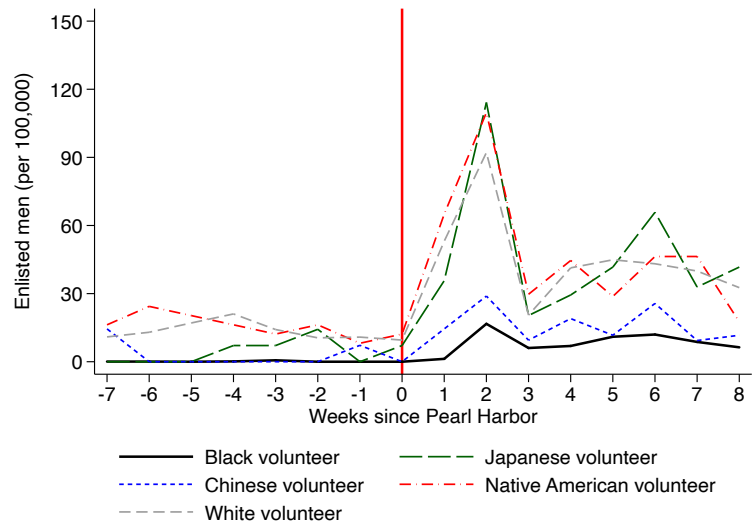 Enlisted men (per 100,000)
150
120
90
60
30
0
-7 -6 -5 -4 -3 -2 -1 0 1 2 3 4 5 6 7 8
Weeks since Pearl Harbor
Black volunteer Japanese volunteer
Chinese volunteer Native American volunteer
White volunteer